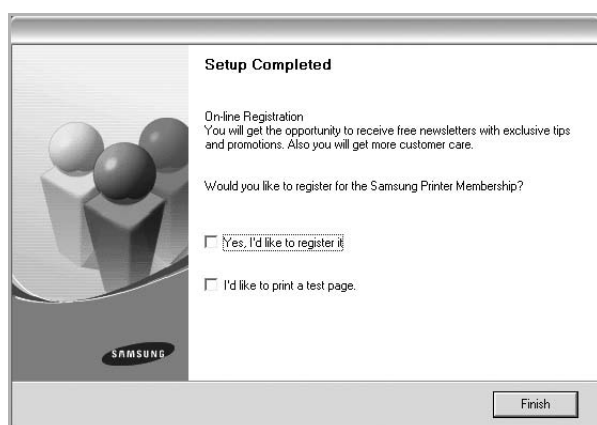 Setup Completed
On-line Registration
You will get the opportunity to receive free newsletters with exclusive tips
and promotions. Also you will get more customer care.
Would you like to register for the Samsung Printer Membership?
Yes, I'd like to register it
I'd like to print a test page.
SAMSUNG
Finish